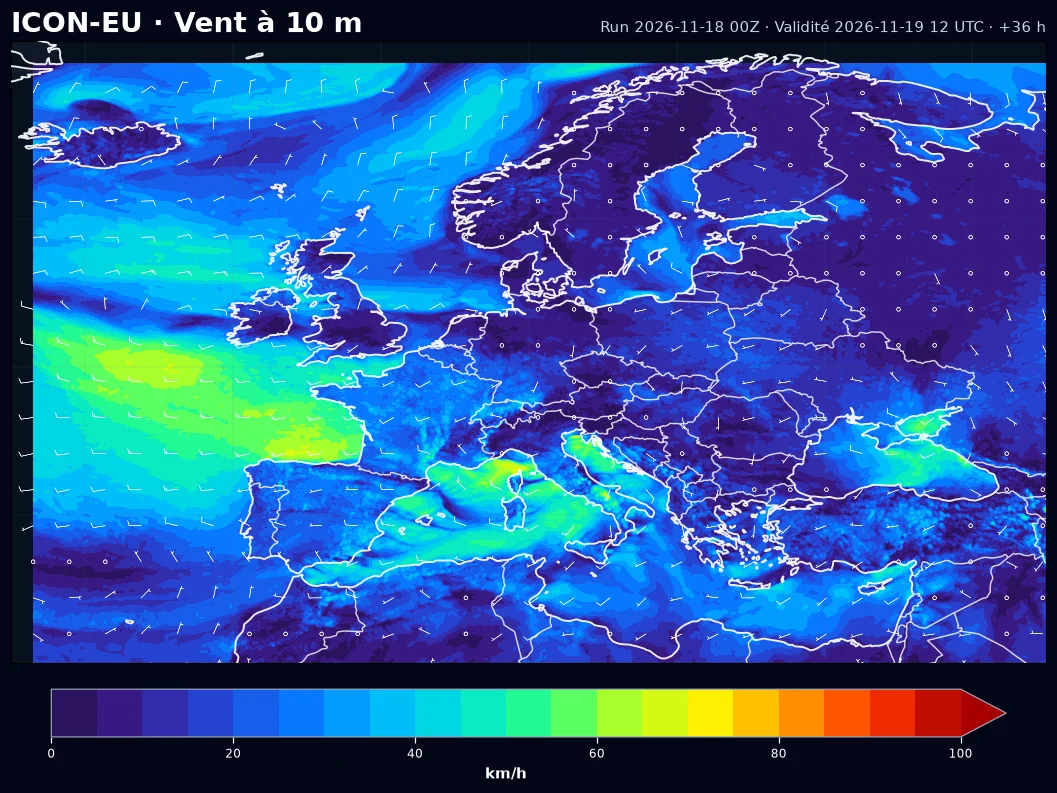 ICON-EU · Vent à 10 m
Run 2026-11-18 00Z · Validité 2026-11-19 12 UTC · +36 h
0 20 40 60 80 100
km/h